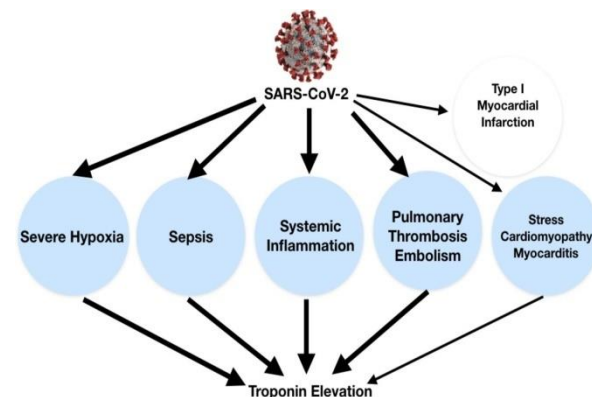 SARS-CoV-2
Type I
Myocardial
Infarction
Severe Hypoxia
Sepsis
Systemic
Inflammation
Pulmonary
Thrombosis
Embolism
Stress
Cardiomyopathy
Myocarditis
Troponin Elevation